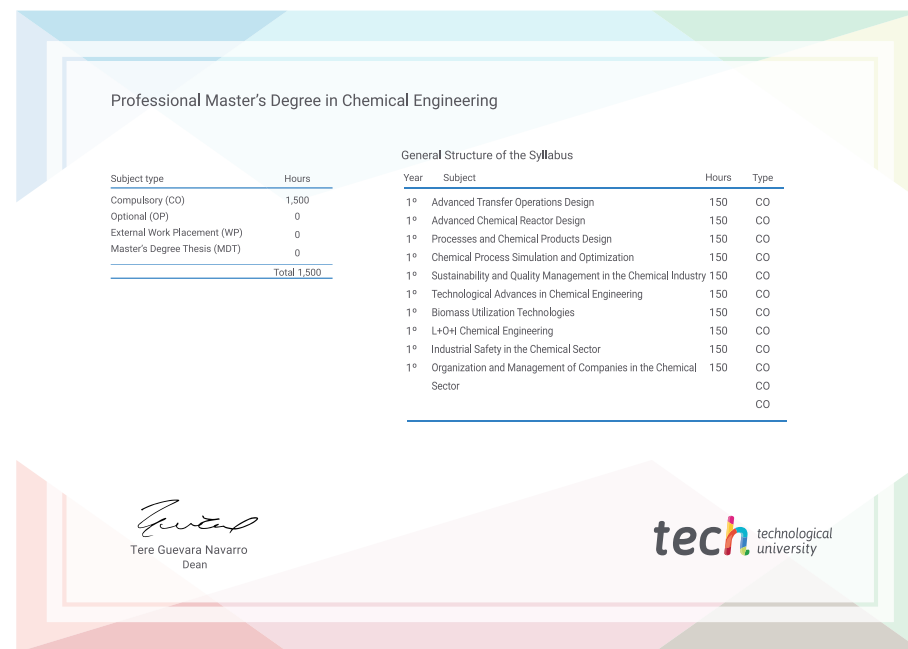 Professional Master's Degree in Chemical Engineering
General Structure of the Syllabus
Subject type Hours
Compulsory (CO) 1,500
Optional (OP) 0
External Work Placement (WP) 0
Master's Degree Thesis (MDT) 0
Total 1,500
Year Subject Hours Type
1º Advanced Transfer Operations Design 150 CO
1º Advanced Chemical Reactor Design 150 CO
1º Processes and Chemical Products Design 150 CO
1º Chemical Process Simulation and Optimization 150 CO
1º Sustainability and Quality Management in the Chemical Industry 150 CO
1º Technological Advances in Chemical Engineering 150 CO
1º Biomass Utilization Technologies 150 CO
1º L+O+I Chemical Engineering 150 CO
1º Industrial Safety in the Chemical Sector 150 CO
1º Organization and Management of Companies in the Chemical 150 CO
Sector CO
CO
Tere Guevara Navarro
Dean
tech technological
university